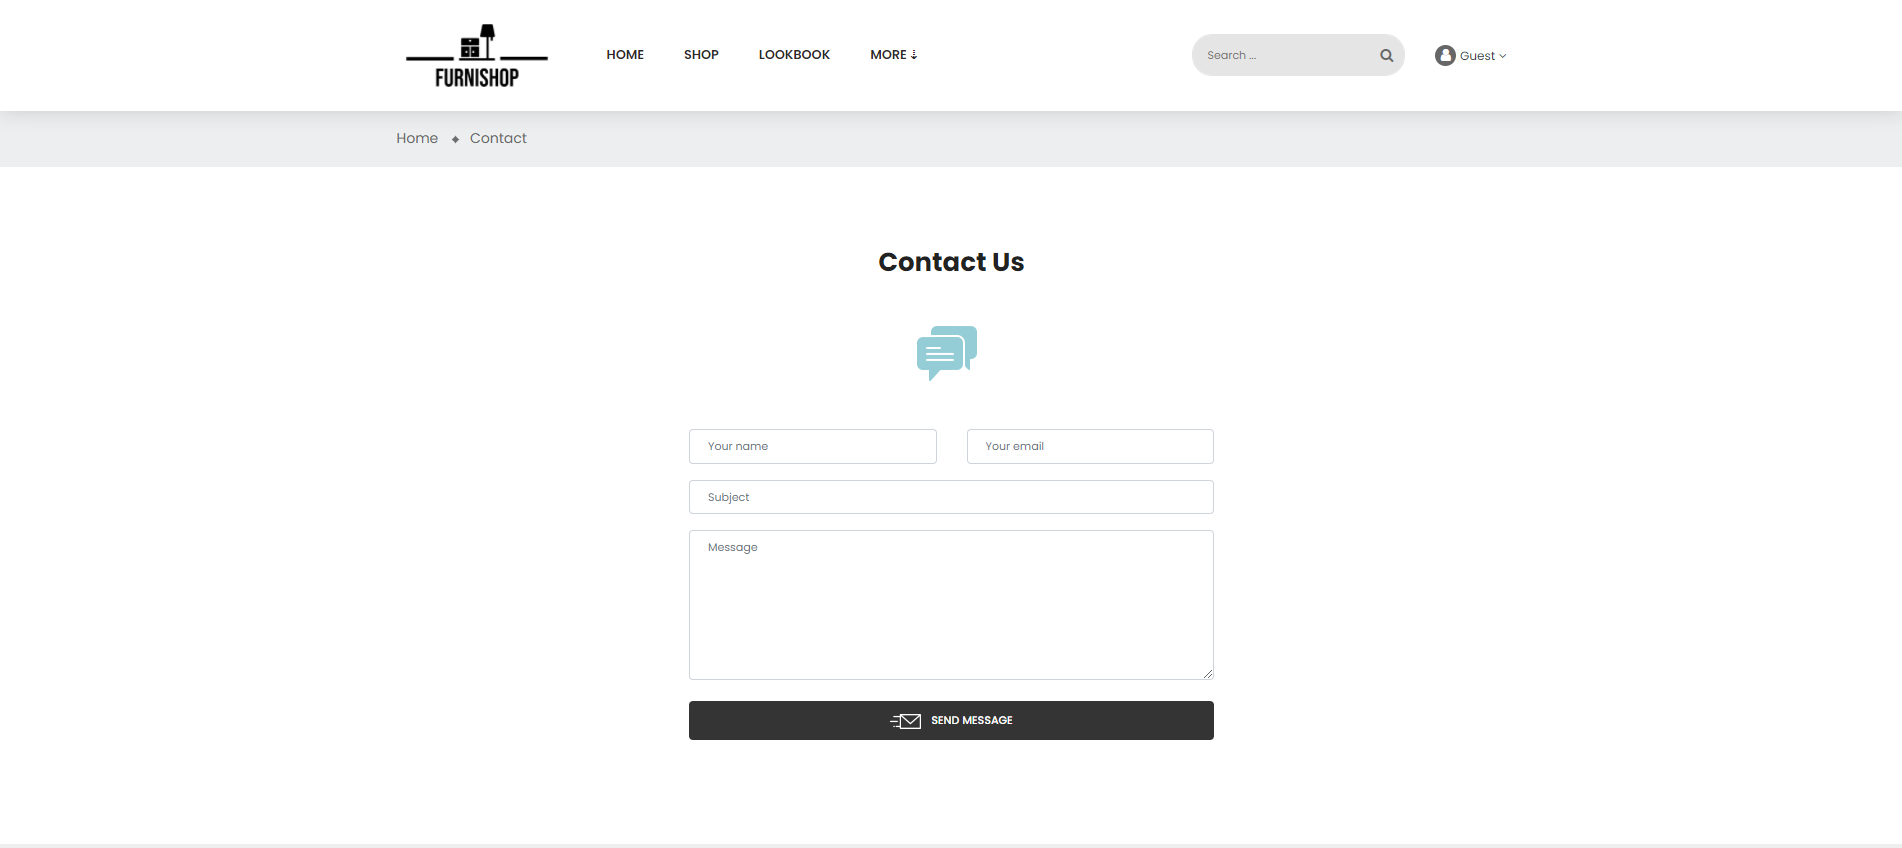 FURNISHOP
HOME SHOP LOOKBOOK MORE
Search ...
Guest
Home Contact
Contact Us
Your name
Your email
Subject
Message
SEND MESSAGE